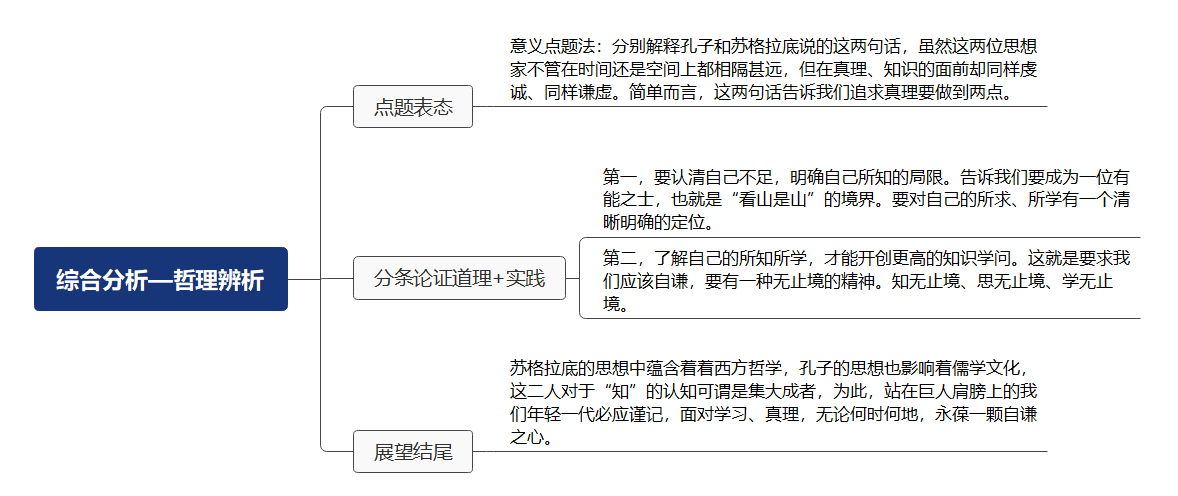 综合分析—哲理辨析
点题表态
意义点题法：分别解释孔子和苏格拉底说的这两句话，虽然这两位思想
家不管在时间还是空间上都相隔甚远，但在真理、知识的面前却同样虔
诚、同样谦虚。简单而言，这两句话告诉我们追求真理要做到两点。
分条论证道理+实践
第一，要认清自己不足，明确自己所知的局限。告诉我们要成为一位有
能之士，也就是“看山是山”的境界。要对自己的所求、所学有一个清
晰明确的定位。
第二，了解自己的所知所学，才能开创更高的知识学问。这就是要求我
们应该自谦，要有一种无止境的精神。知无止境、思无止境、学无止
境。
展望结尾
苏格拉底的思想中蕴含着着西方哲学，孔子的思想也影响着儒学文化，
这二人对于“知”的认知可谓是集大成者，为此，站在巨人肩膀上的我
们年轻一代必应谨记，面对学习、真理，无论何时何地，永葆一颗自谦
之心。